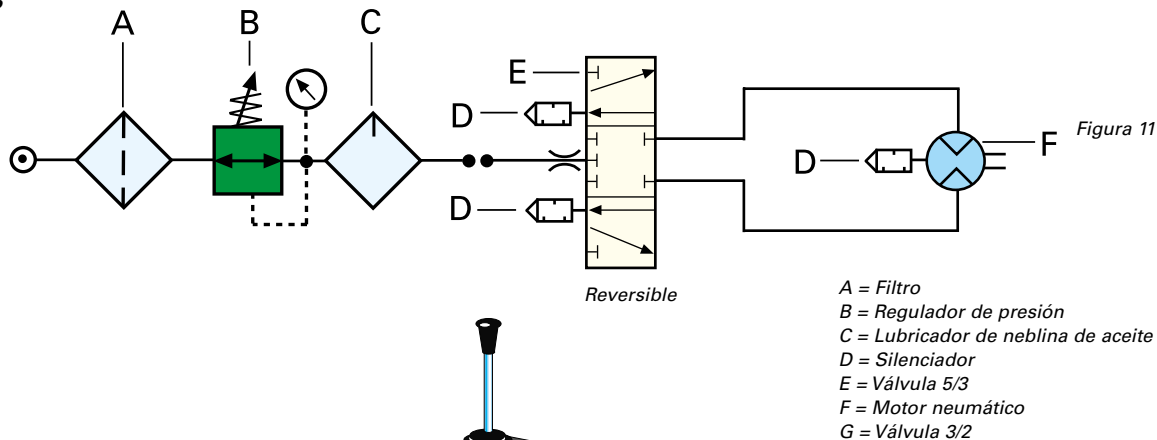 A
B
C
E
D
D
D
F
Figura 11
Reversible
A = Filtro
B = Regulador de presión
C = Lubricador de neblina de aceite
D = Silenciador
E = Válvula 5/3
F = Motor neumático
G = Válvula 3/2